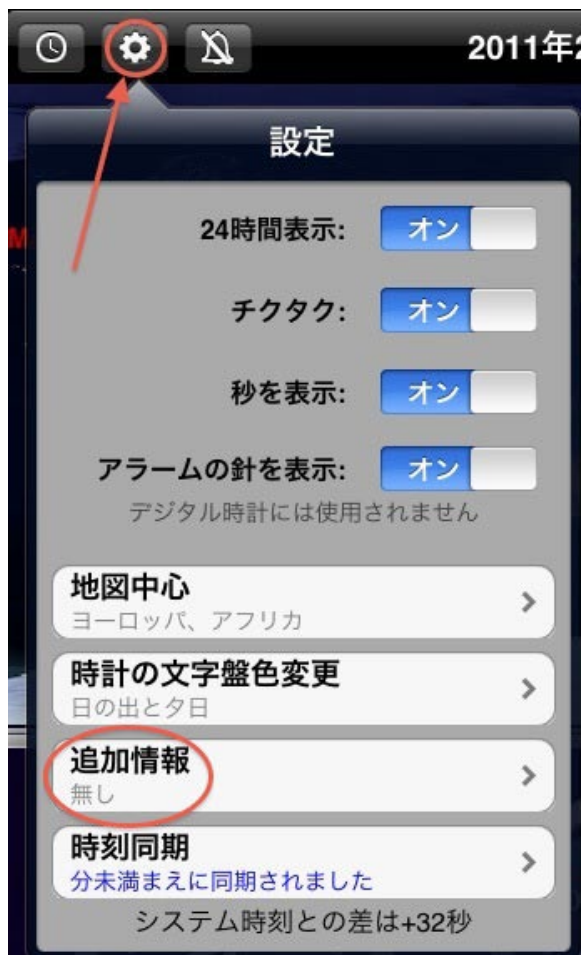 2011年2
設定
M
24時間表示: オン
チクタク: オン
秒を表示: オン
アラームの針を表示: オン
デジタル時計には使用されません
地図中心
ヨーロッパ、アフリカ
時計の文字盤色変更
日の出と夕日
追加情報
無し
時刻同期
分未満まえに同期されました
システム時刻との差は+32秒